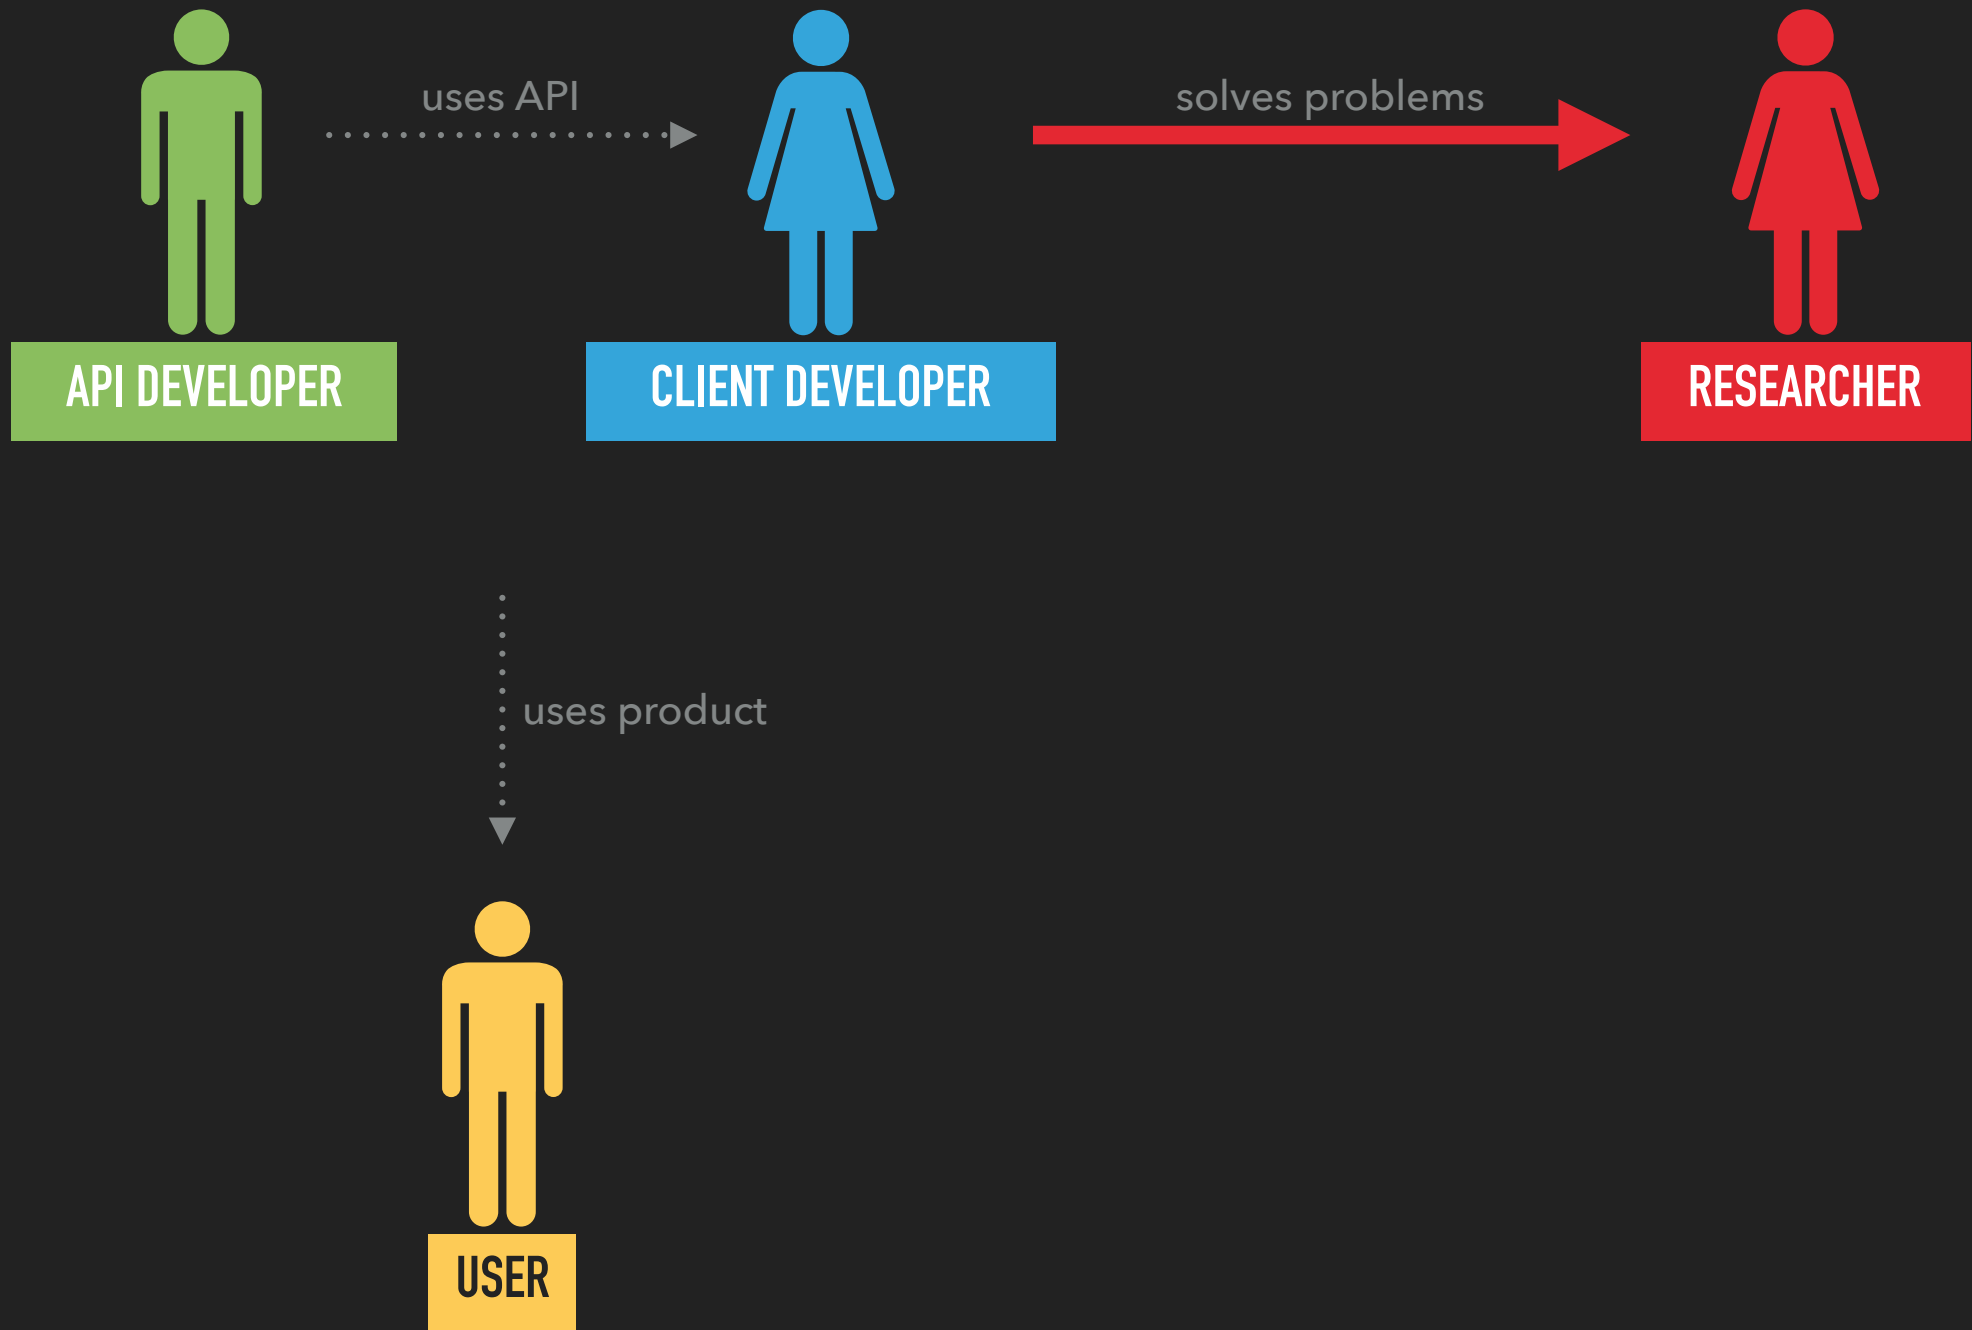 uses API
solves problems
API DEVELOPER
CLIENT DEVELOPER
RESEARCHER
uses product
USER